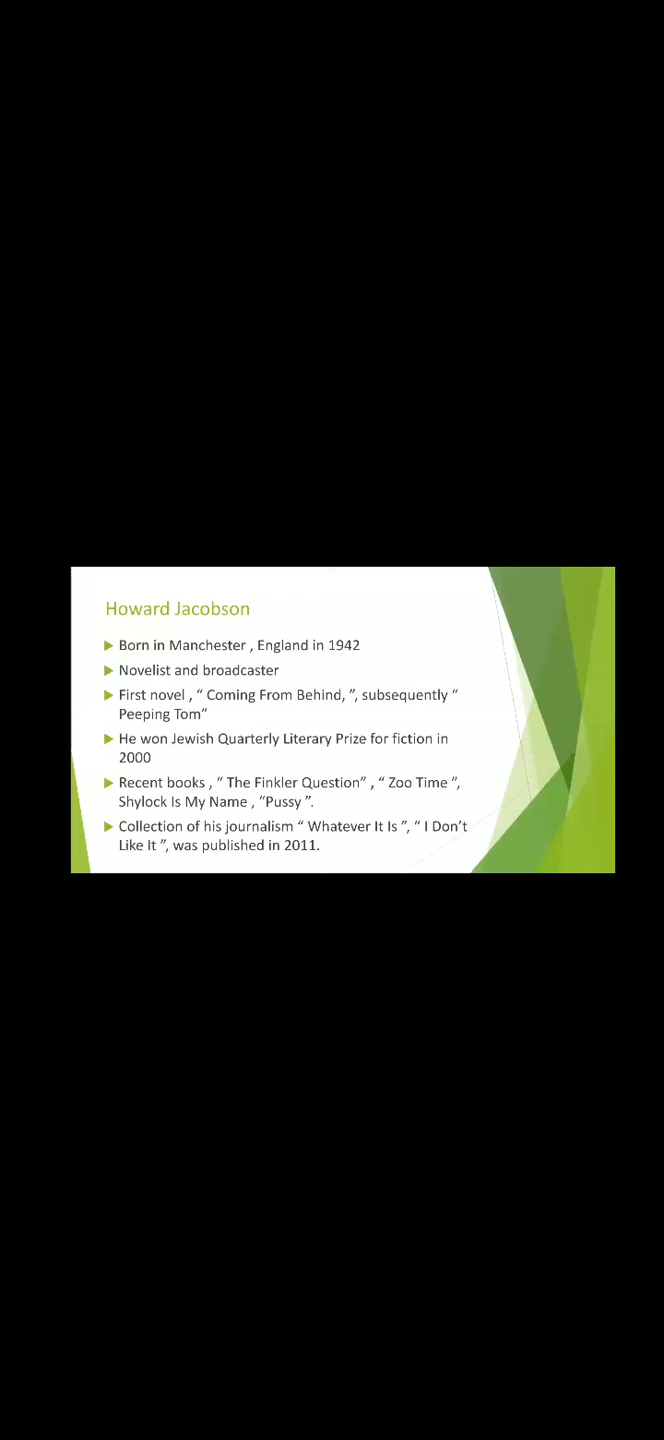 Howard Jacobson
Born in Manchester , England in 1942
Novelist and broadcaster
First novel , “ Coming From Behind, ”, subsequently “
Peeping Tom“
He won Jewish Quarterly Literary Prize for fiction in
2000
Recent books , “ The Finkler Question” , “ Zoo Time ”,
Shylock Is My Name , “Pussy ”.
Collection of his journalism “ Whatever It Is ”, “ I Don’t
Like It ”, was published in 2011.